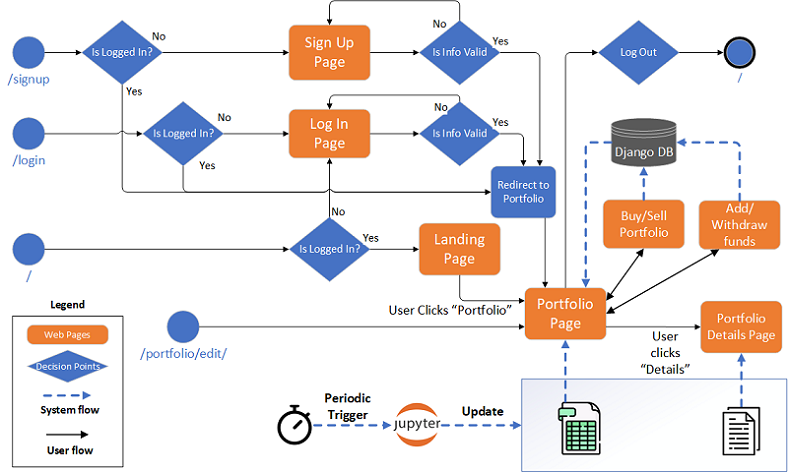 Is Logged In?
No
Sign Up
Page
No
Is Info Valid
Yes
Log Out
/signup
/
Yes
Is Logged In?
No
Log In
Page
No
Is Info Valid
Yes
/login
Yes
Django DB
Redirect to
Portfolio
No
Is Logged In?
Yes
Landing
Page
Buy/Sell
Portfolio
Add/
Withdraw
funds
/
User Clicks “Portfolio”
Portfolio
Page
/portfolio/edit/
User
clicks
“Details”
Portfolio
Details Page
Legend
Web Pages
Decision Points
System flow
User flow
Periodic
Trigger
jupyter
Update